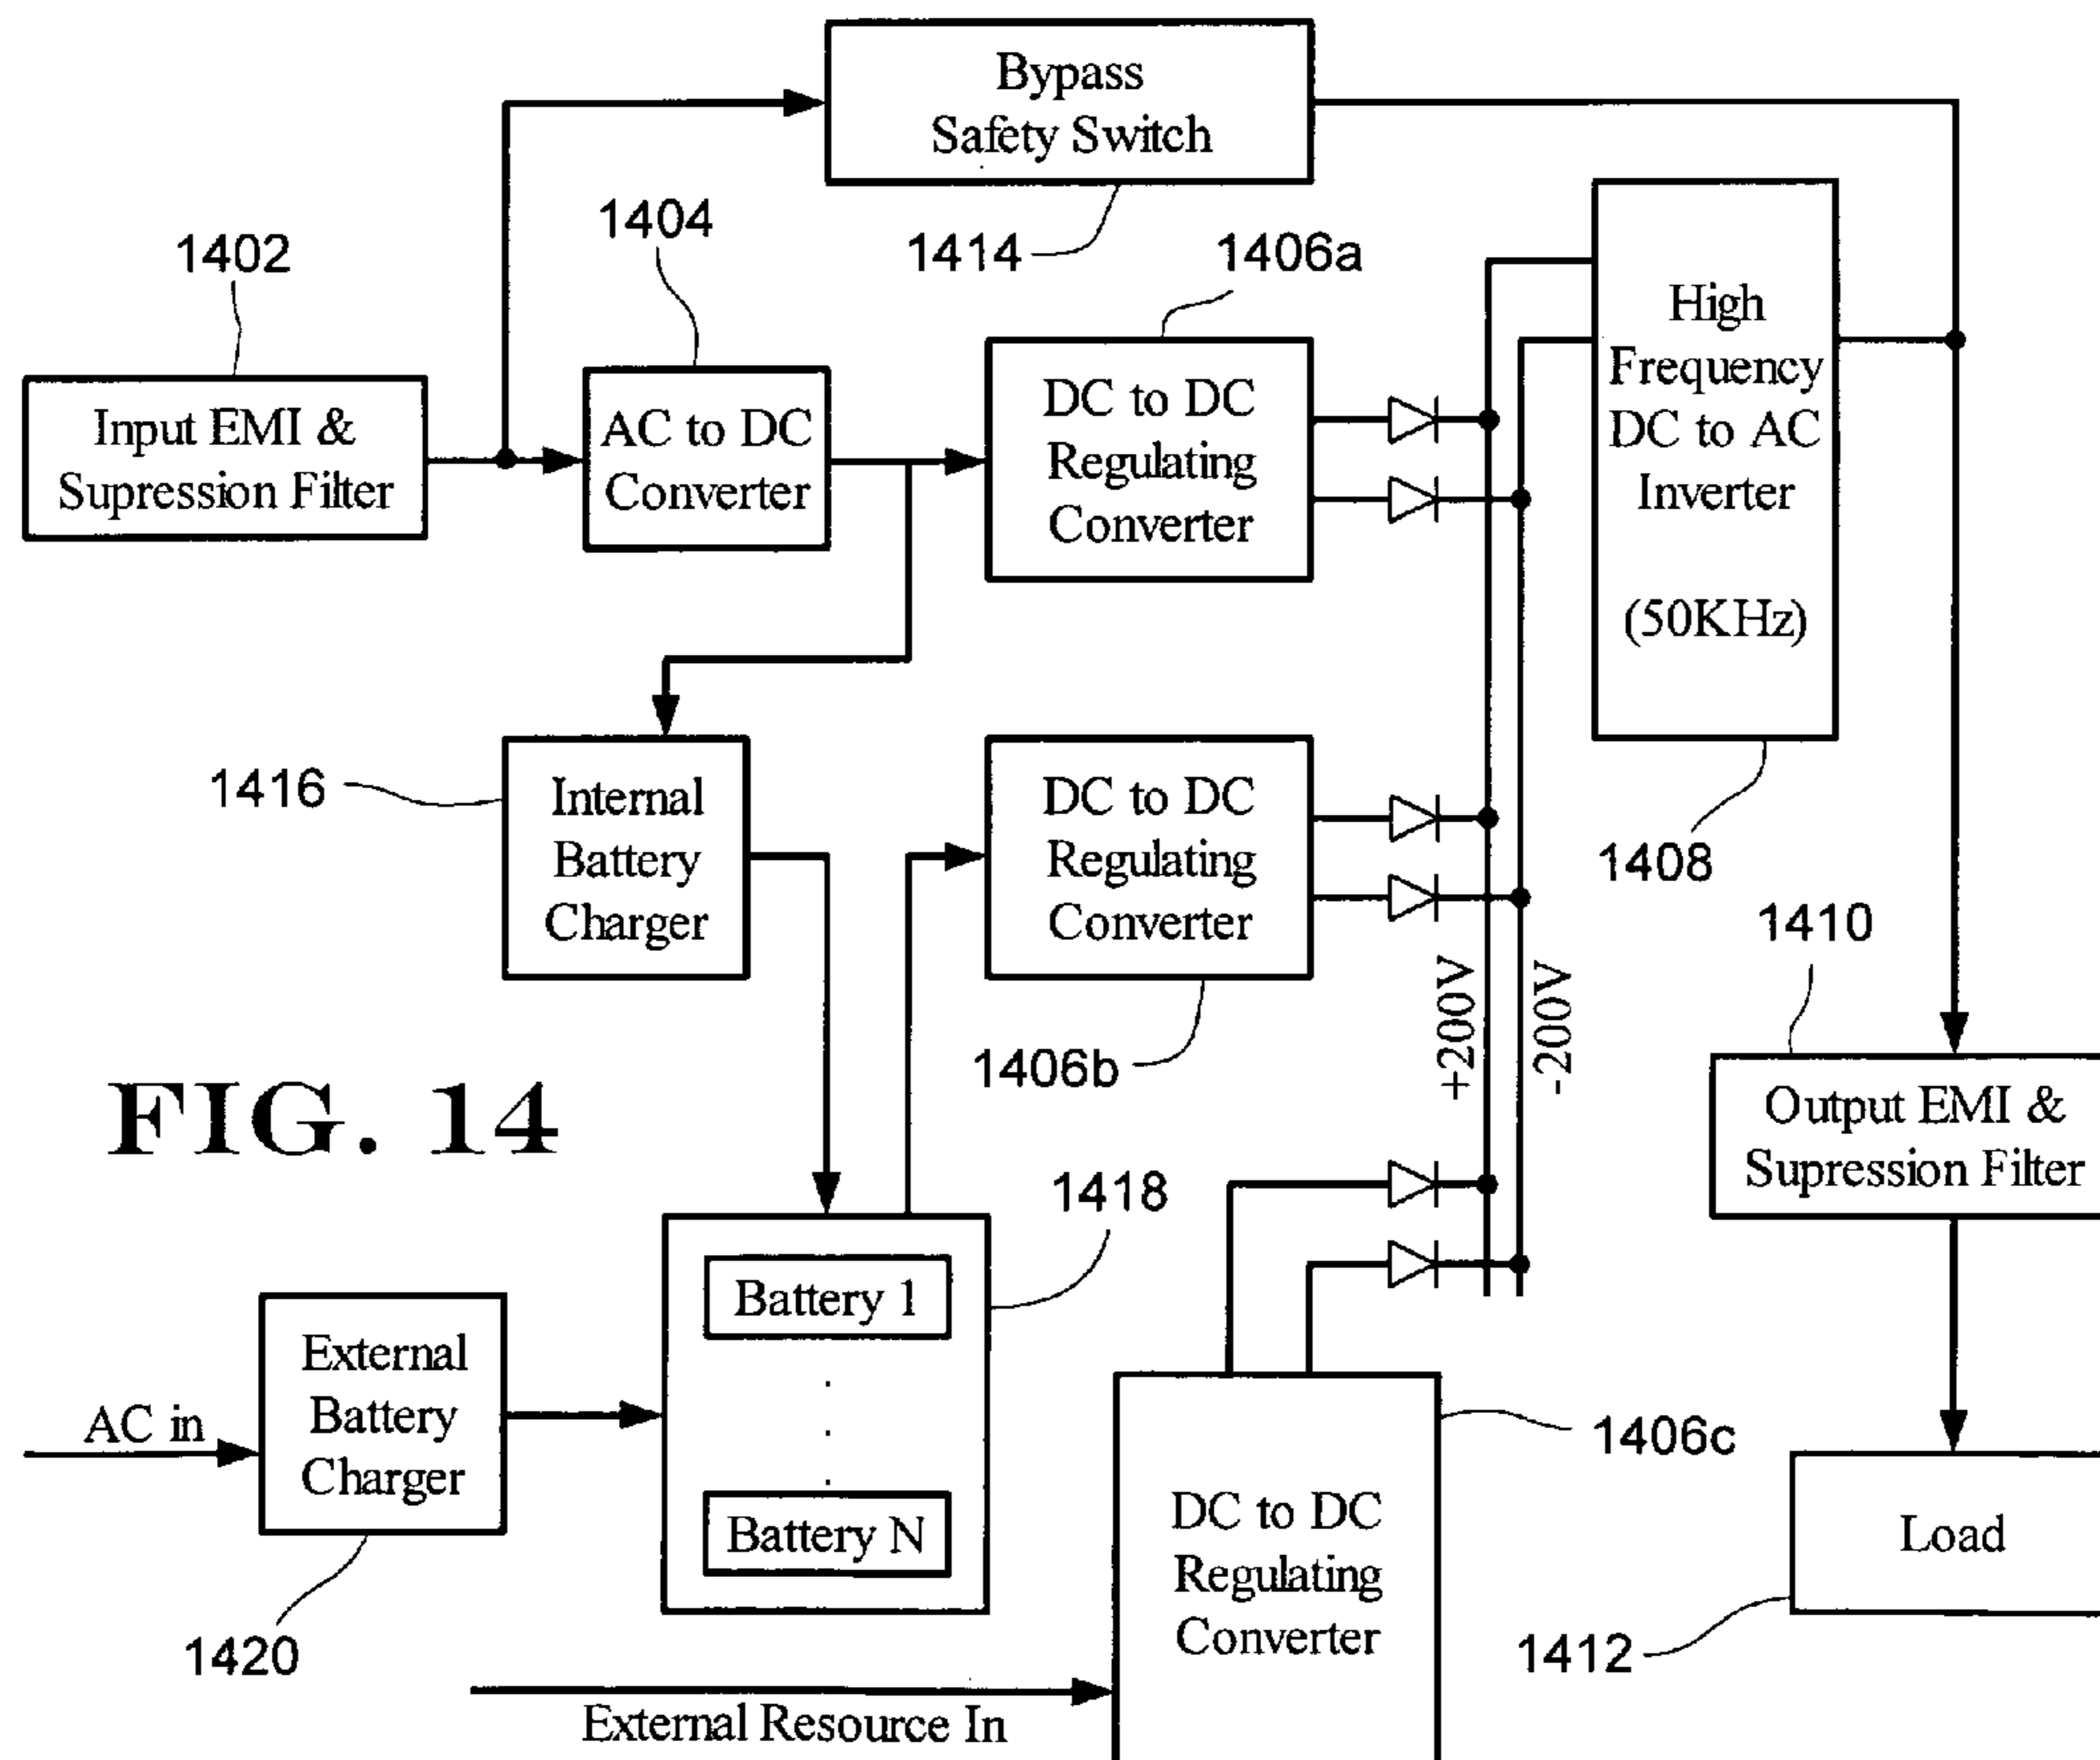 Bypass
Safety Switch
1414
1402
1404
1406a
Input EMI &
Supression Filter
AC to DC
Converter
DC to DC
Regulating
Converter
High
Frequency
DC to AC
Inverter
(50KHz)
1408
1416
Internal
Battery
Charger
DC to DC
Regulating
Converter
1406b
+200V
-200V
1410
Output EMI &
Supression Filter
FIG. 14
1418
Battery 1
.
.
.
Battery N
AC in
External
Battery
Charger
1420
1406c
DC to DC
Regulating
Converter
External Resource In
Load
1412